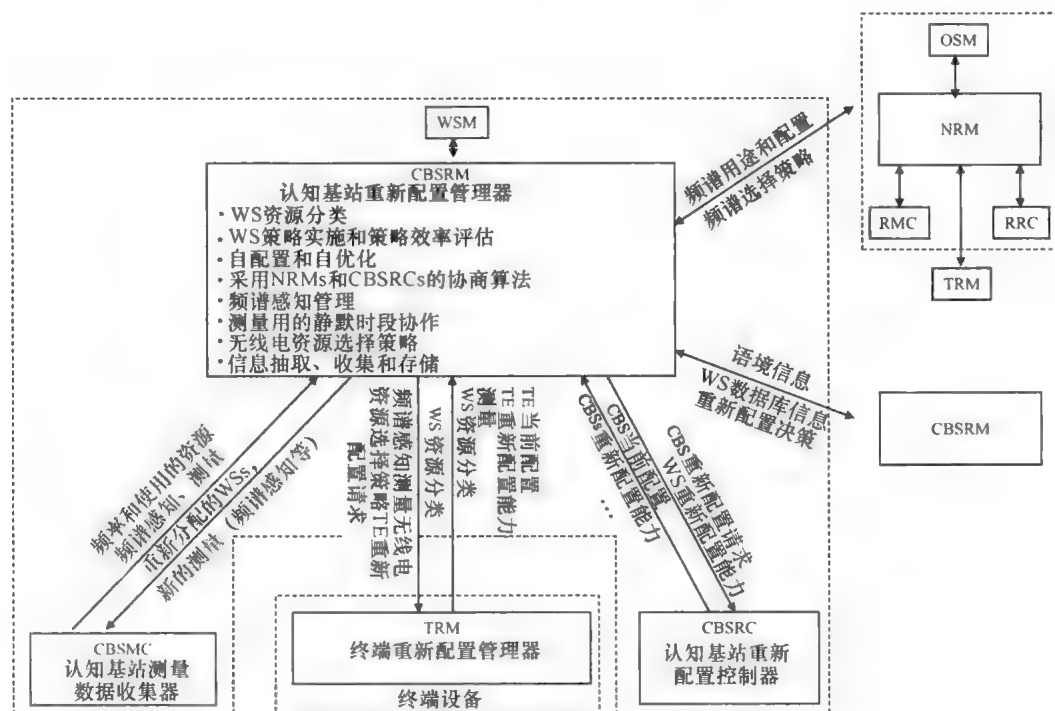 OSM
NRM
RMC
RRC
TRM
WSM
频谱用途和配置
频谱选择策略
CBSRM
认知基站重新配置管理器
·WS资源分类
·WS策略实施和策略效率评估
·自配置和自优化
·采用NRMs和CBSRCs的协商算法
·频谱感知管理
·测量用的静默时段协作
·无线电资源选择策略
·信息抽取、收集和存储
语境信息
WS数据库信息
重新配置决策
CBSRM
频率和使用的资源
频谱感知、测量
重新分配的WSs，
新的测量（频谱感知等）
频谱感知测量无线电
资源选择策略TE重新
配置请求
WS资源分类
TE当前配置
TE重新配置能力
测量
WS资源分类
CBS当前配置
CBSs重新配置能力
…
CBS重新配置请求
WS重新配置能力
CBSMC
认知基站测量
数据收集器
TRM
终端重新配置管理器
终端设备
CBSRC
认知基站重新
配置控制器